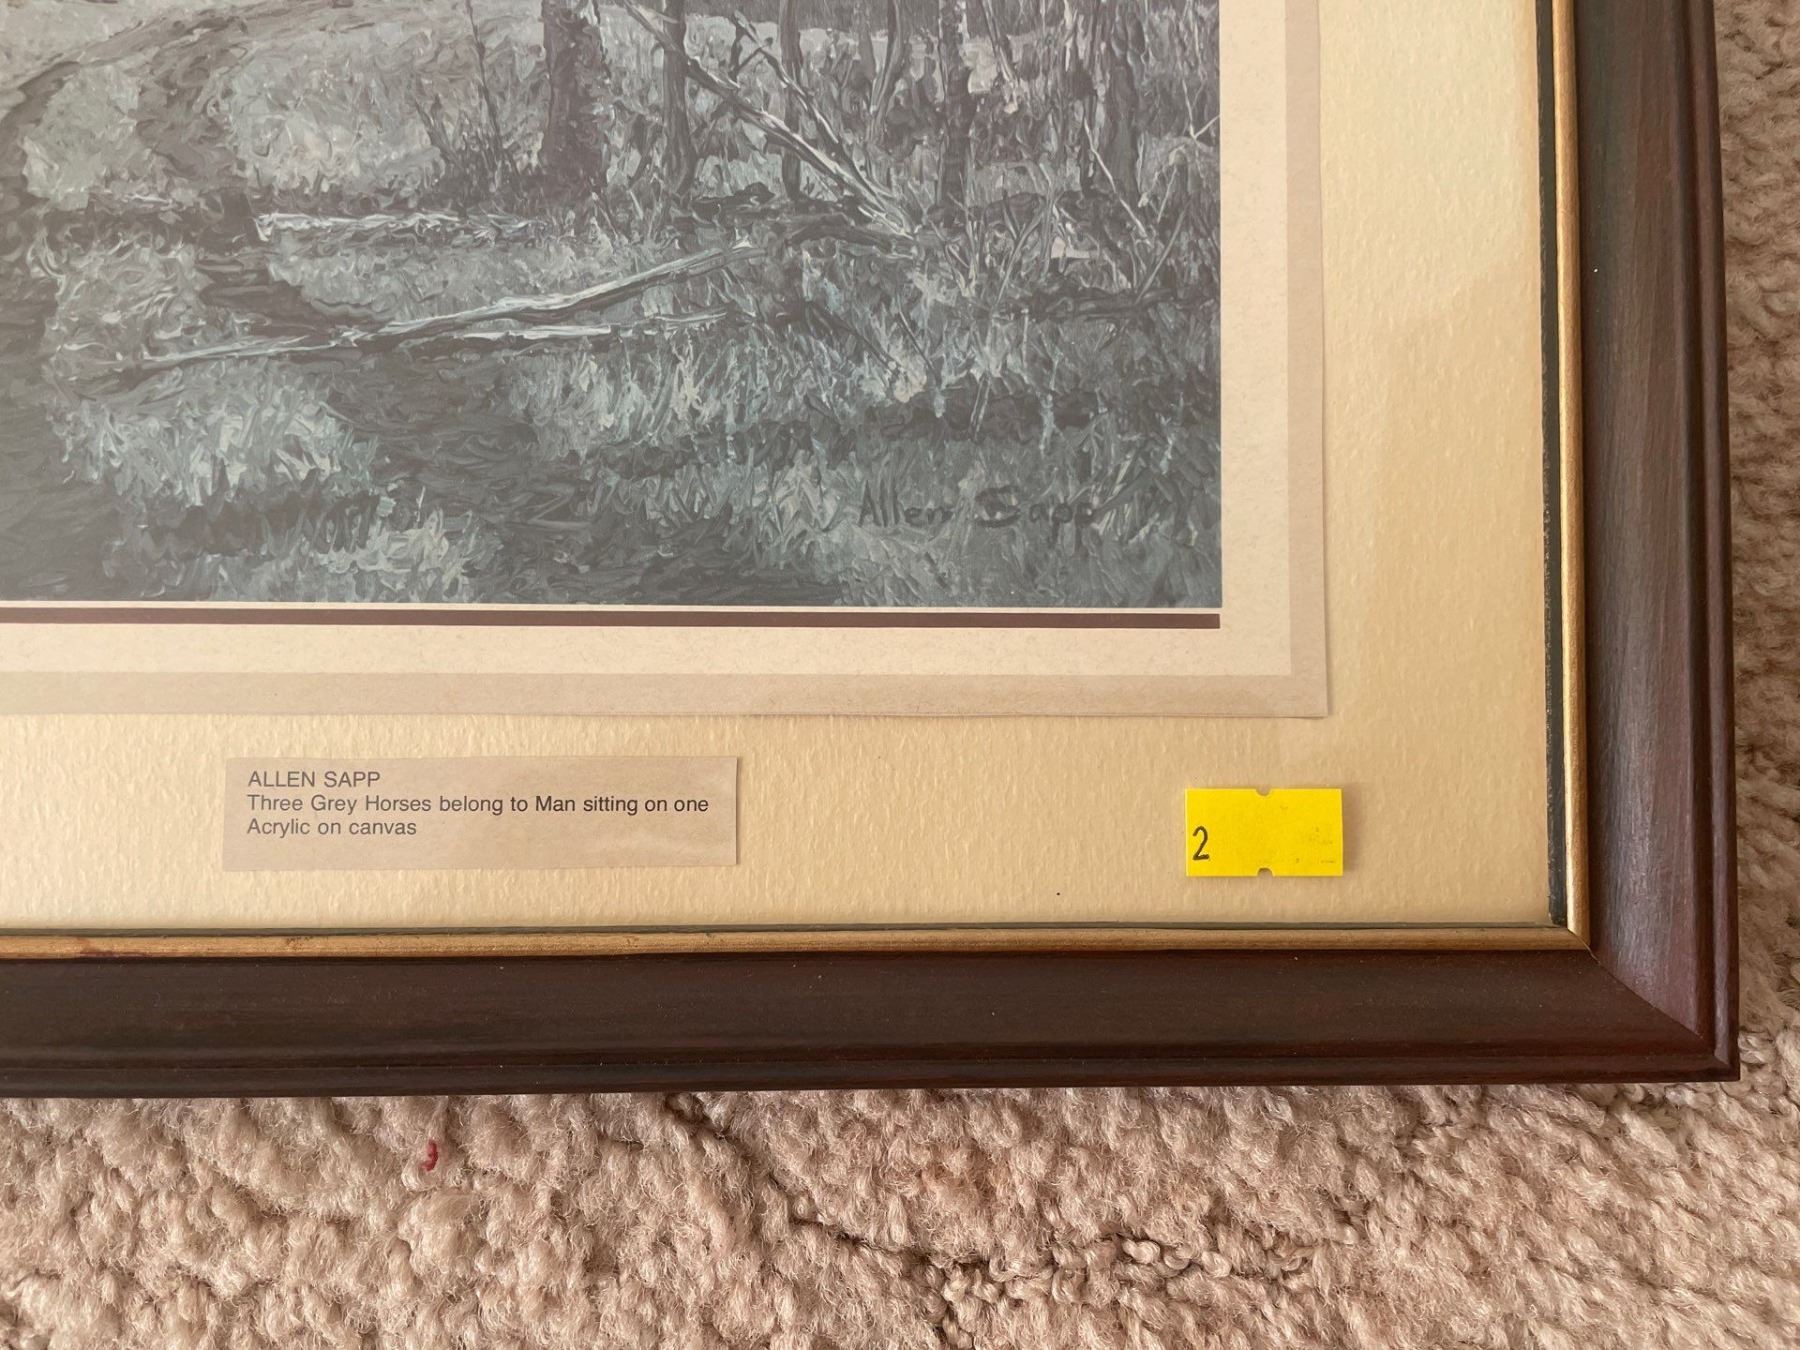 Allen Sapp
ALLEN SAPP
Three Grey Horses belong to Man sitting on one
Acrylic on canvas
2